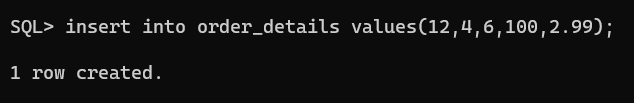 SQL> insert into order_details values(12,4,6,100,2.99);
1 row created.